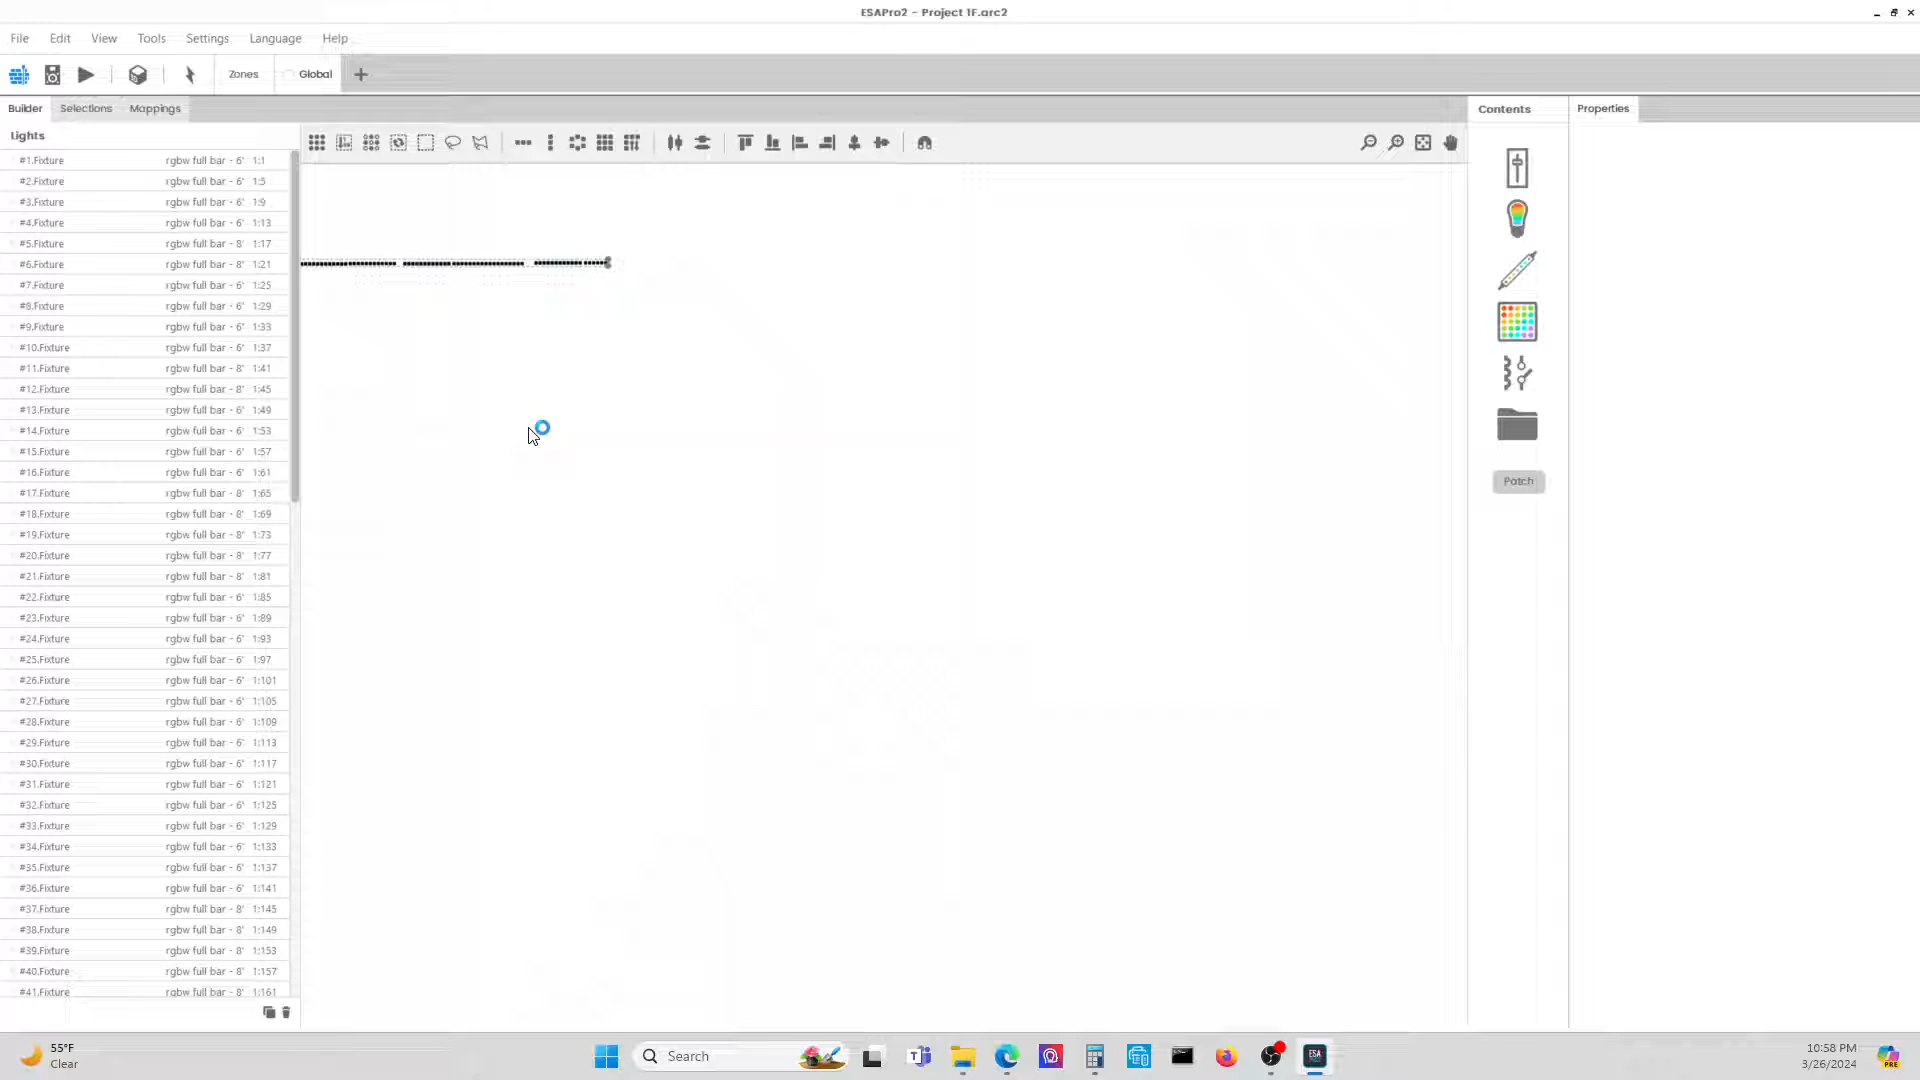 ESAPro2 - Project 1F.arc2
File Edit View Tools Settings Language Help
Zones Global
Builder Selections Mappings
Contents
Properties
Lights
#1.Fixture rgbw full bar - 6' 1:1
#2.Fixture rgbw full bar - 6' 1:5
#3.Fixture rgbw full bar - 6' 1:9
#4.Fixture rgbw full bar - 6' 1:13
#5.Fixture rgbw full bar - 8' 1:17
#6.Fixture rgbw full bar - 8' 1:21
#7.Fixture rgbw full bar - 6' 1:25
#8.Fixture rgbw full bar - 6' 1:29
#9.Fixture rgbw full bar - 6' 1:33
#10.Fixture rgbw full bar - 6' 1:37
#11.Fixture rgbw full bar - 8' 1:41
#12.Fixture rgbw full bar - 8' 1:45
#13.Fixture rgbw full bar - 6' 1:49
#14.Fixture rgbw full bar - 6' 1:53
#15.Fixture rgbw full bar - 6' 1:57
#16.Fixture rgbw full bar - 6' 1:61
#17.Fixture rgbw full bar - 8' 1:65
#18.Fixture rgbw full bar - 8' 1:69
#19.Fixture rgbw full bar - 8' 1:73
#20.Fixture rgbw full bar - 8' 1:77
#21.Fixture rgbw full bar - 8' 1:81
#22.Fixture rgbw full bar - 6' 1:85
#23.Fixture rgbw full bar - 6' 1:89
#24.Fixture rgbw full bar - 6' 1:93
#25.Fixture rgbw full bar - 6' 1:97
#26.Fixture rgbw full bar - 6' 1:101
#27.Fixture rgbw full bar - 6' 1:105
#28.Fixture rgbw full bar - 6' 1:109
#29.Fixture rgbw full bar - 6' 1:113
#30.Fixture rgbw full bar - 6' 1:117
#31.Fixture rgbw full bar - 6' 1:121
#32.Fixture rgbw full bar - 6' 1:125
#33.Fixture rgbw full bar - 6' 1:129
#34.Fixture rgbw full bar - 6' 1:133
#35.Fixture rgbw full bar - 6' 1:137
#36.Fixture rgbw full bar - 6' 1:141
#37.Fixture rgbw full bar - 8' 1:145
#38.Fixture rgbw full bar - 8' 1:149
#39.Fixture rgbw full bar - 8' 1:153
#40.Fixture rgbw full bar - 8' 1:157
#41.Fixture rgbw full bar - 8' 1:161
Patch
55°F
Clear
Search
ESA
10:58 PM
3/26/2024
PRE